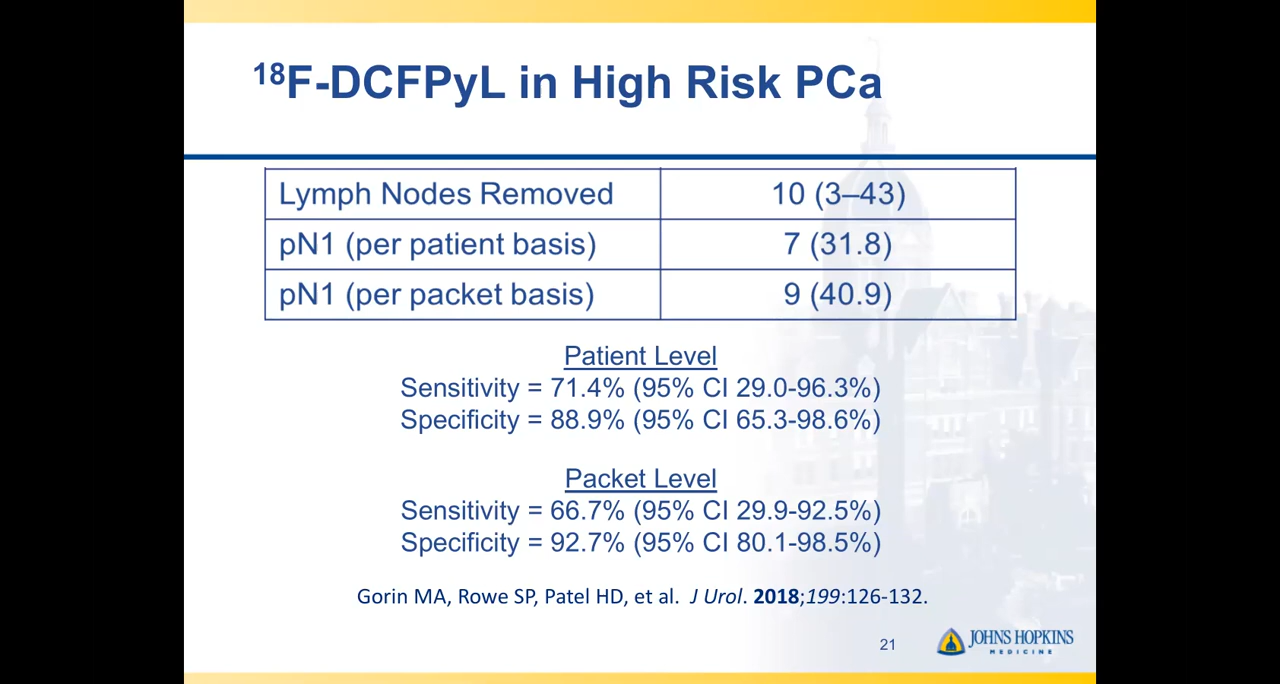 18F-DCFPyL in High Risk PCa
Lymph Nodes Removed 10 (3–43)
pN1 (per patient basis) 7 (31.8)
pN1 (per packet basis) 9 (40.9)
Patient Level
Sensitivity = 71.4% (95% CI 29.0-96.3%)
Specificity = 88.9% (95% CI 65.3-98.6%)
Packet Level
Sensitivity = 66.7% (95% CI 29.9-92.5%)
Specificity = 92.7% (95% CI 80.1-98.5%)
Gorin MA, Rowe SP, Patel HD, et al. J Urol. 2018;199:126-132.
21
JOHNS HOPKINS
MEDICINE